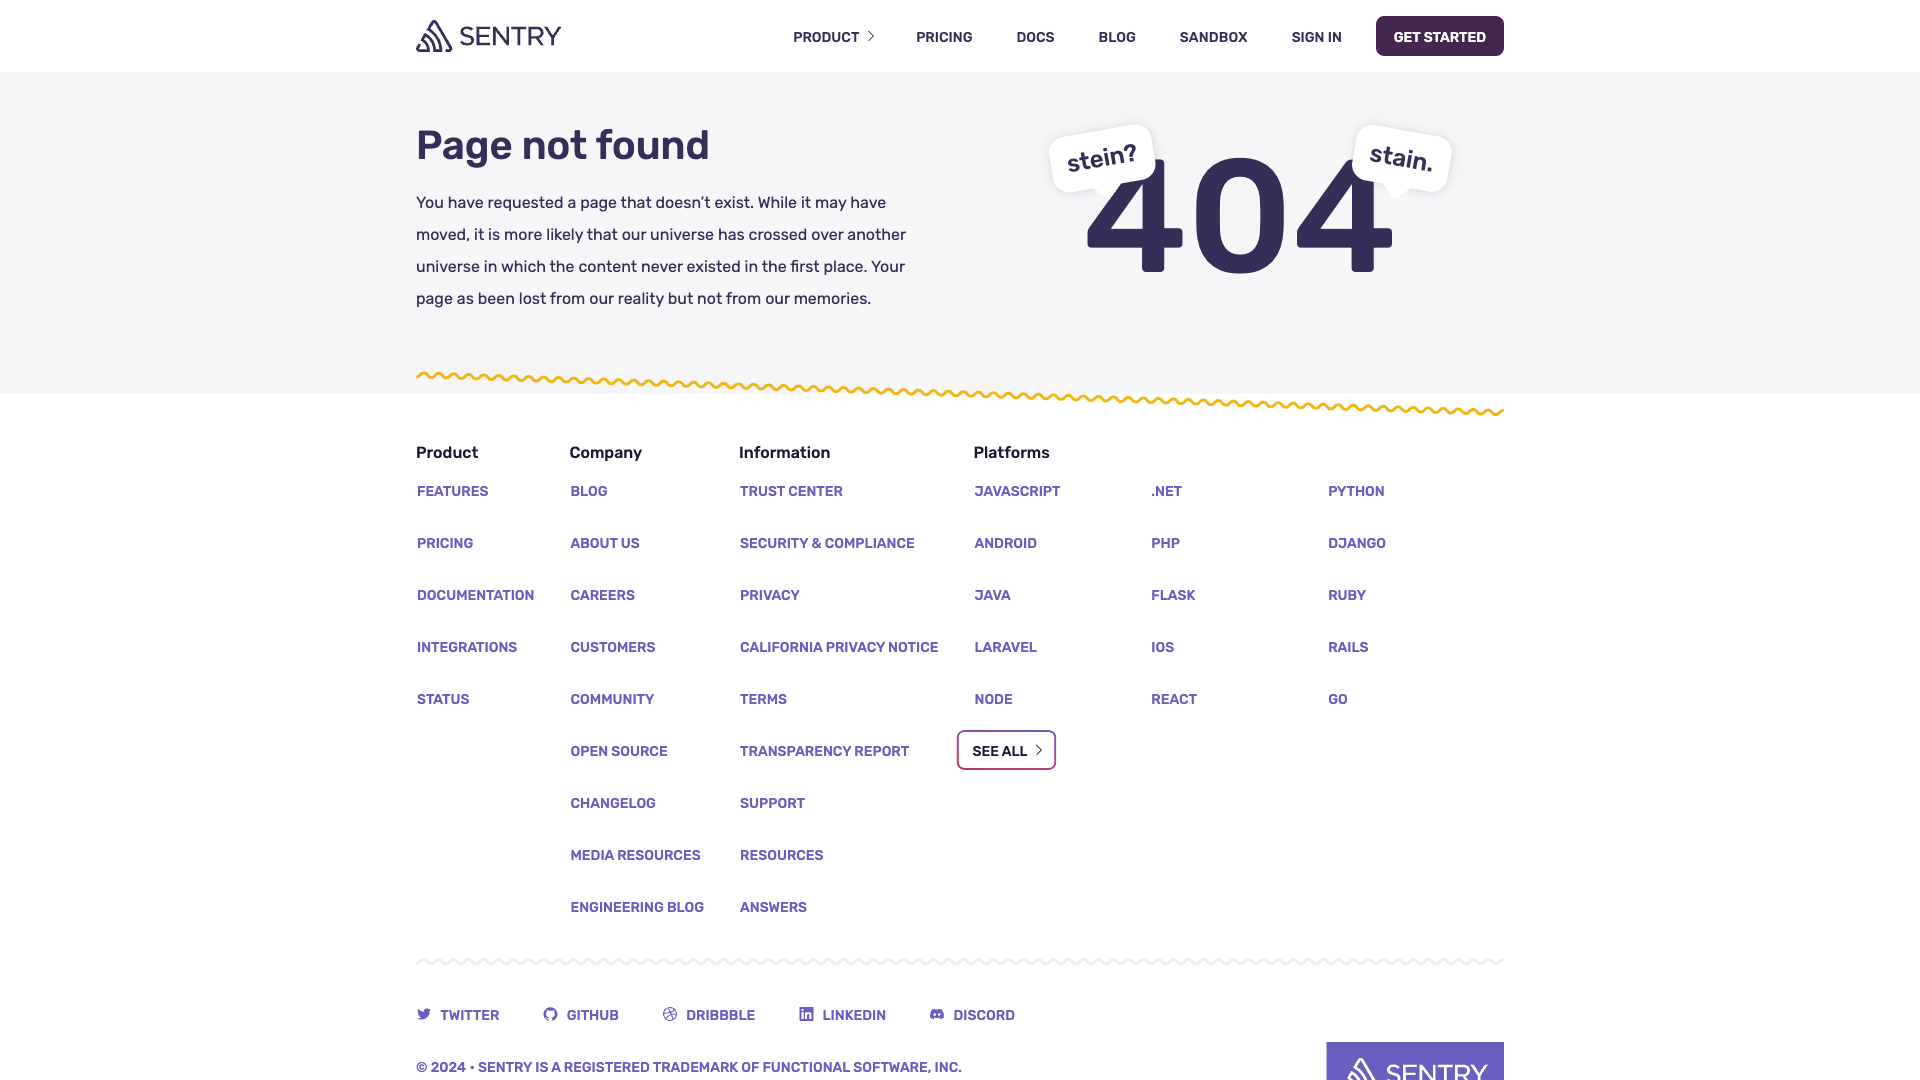 SENTRY
PRODUCT
PRICING
DOCS
BLOG
SANDBOX
SIGN IN
GET STARTED
Page not found
You have requested a page that doesn’t exist. While it may have
moved, it is more likely that our universe has crossed over another
universe in which the content never existed in the first place. Your
page as been lost from our reality but not from our memories.
stein?
stain.
404
Product
FEATURES
PRICING
DOCUMENTATION
INTEGRATIONS
STATUS
Company
BLOG
ABOUT US
CAREERS
CUSTOMERS
COMMUNITY
OPEN SOURCE
CHANGELOG
MEDIA RESOURCES
ENGINEERING BLOG
Information
TRUST CENTER
SECURITY & COMPLIANCE
PRIVACY
CALIFORNIA PRIVACY NOTICE
TERMS
TRANSPARENCY REPORT
SUPPORT
RESOURCES
ANSWERS
Platforms
JAVASCRIPT
ANDROID
JAVA
LARAVEL
NODE
.NET
PHP
FLASK
IOS
REACT
PYTHON
DJANGO
RUBY
RAILS
GO
SEE ALL
TWITTER
GITHUB
DRIBBBLE
LINKEDIN
DISCORD
© 2024 • SENTRY IS A REGISTERED TRADEMARK OF FUNCTIONAL SOFTWARE, INC.
SENTRY